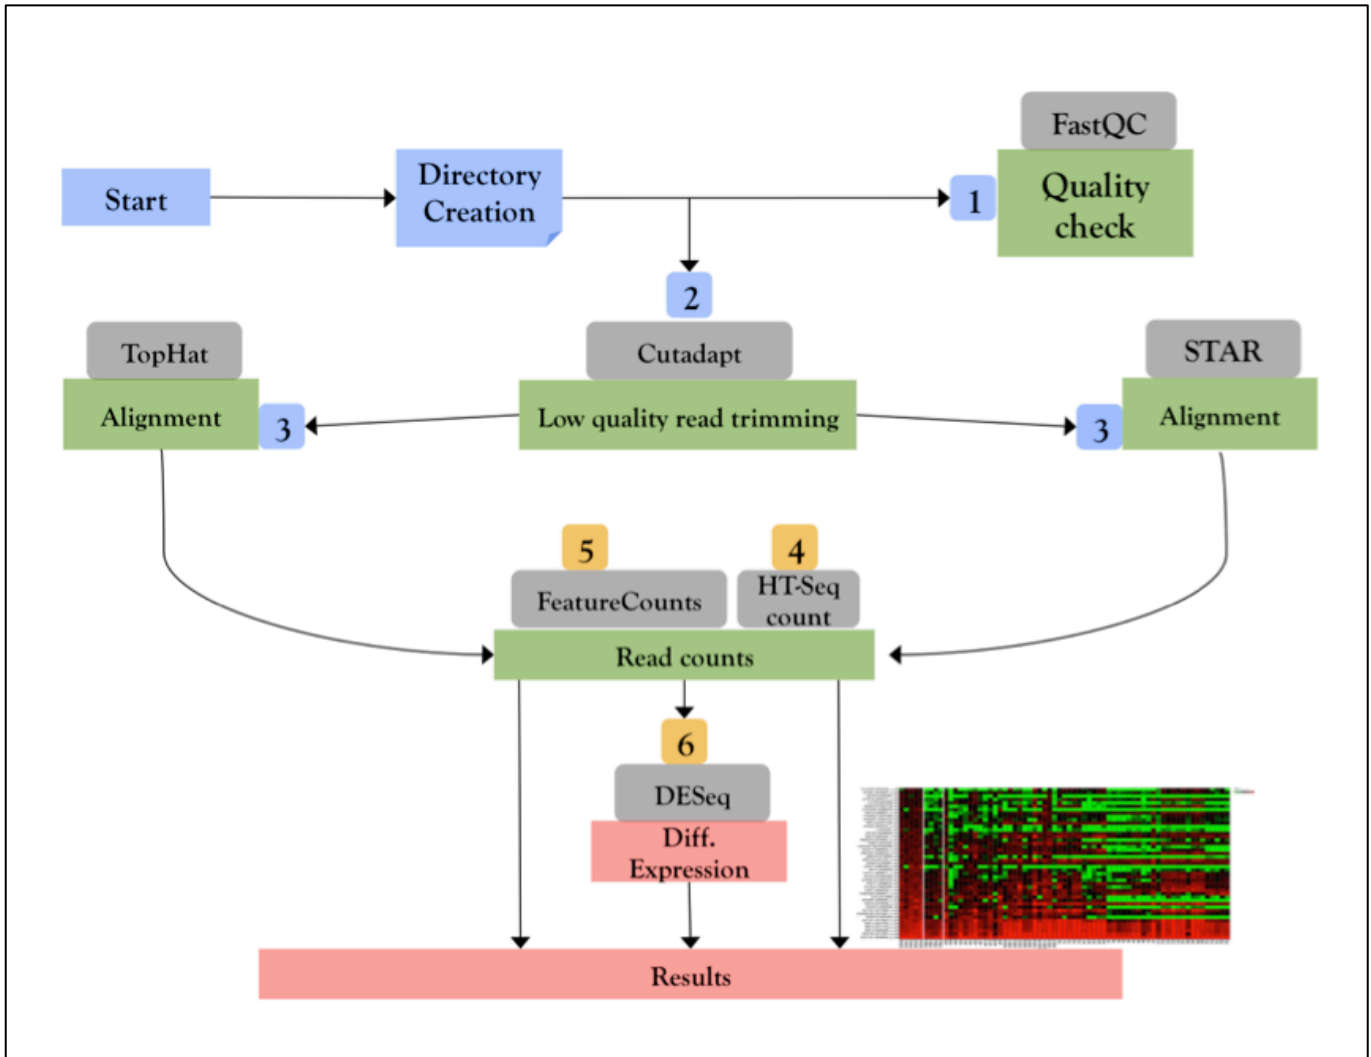 FastQC
Start
Directory
Creation
1
Quality
check
2
TopHat
Cutadapt
STAR
Alignment
3
Low quality read trimming
3
Alignment
5
4
FeatureCounts
HT-Seq
count
Read counts
6
DESeq
Diff.
Expression
Results